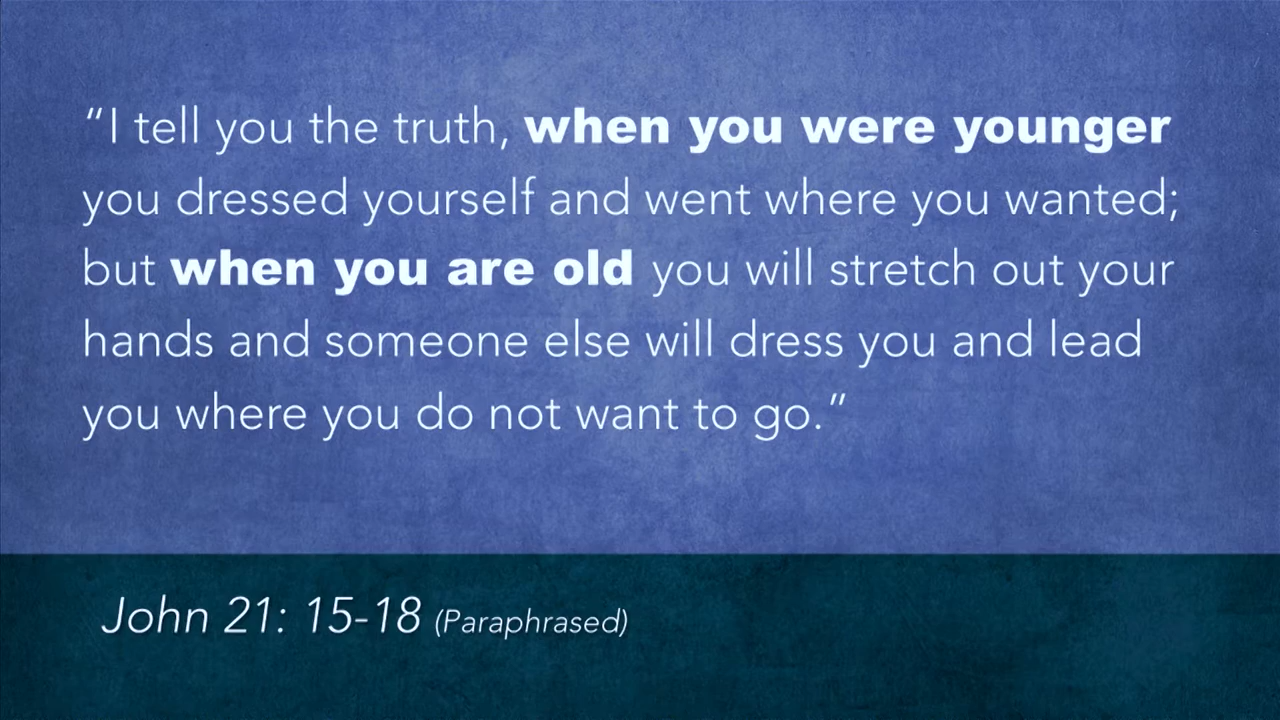 “I tell you the truth, when you were younger
you dressed yourself and went where you wanted;
but when you are old you will stretch out your
hands and someone else will dress you and lead
you where you do not want to go.”
John 21: 15-18 (Paraphrased)